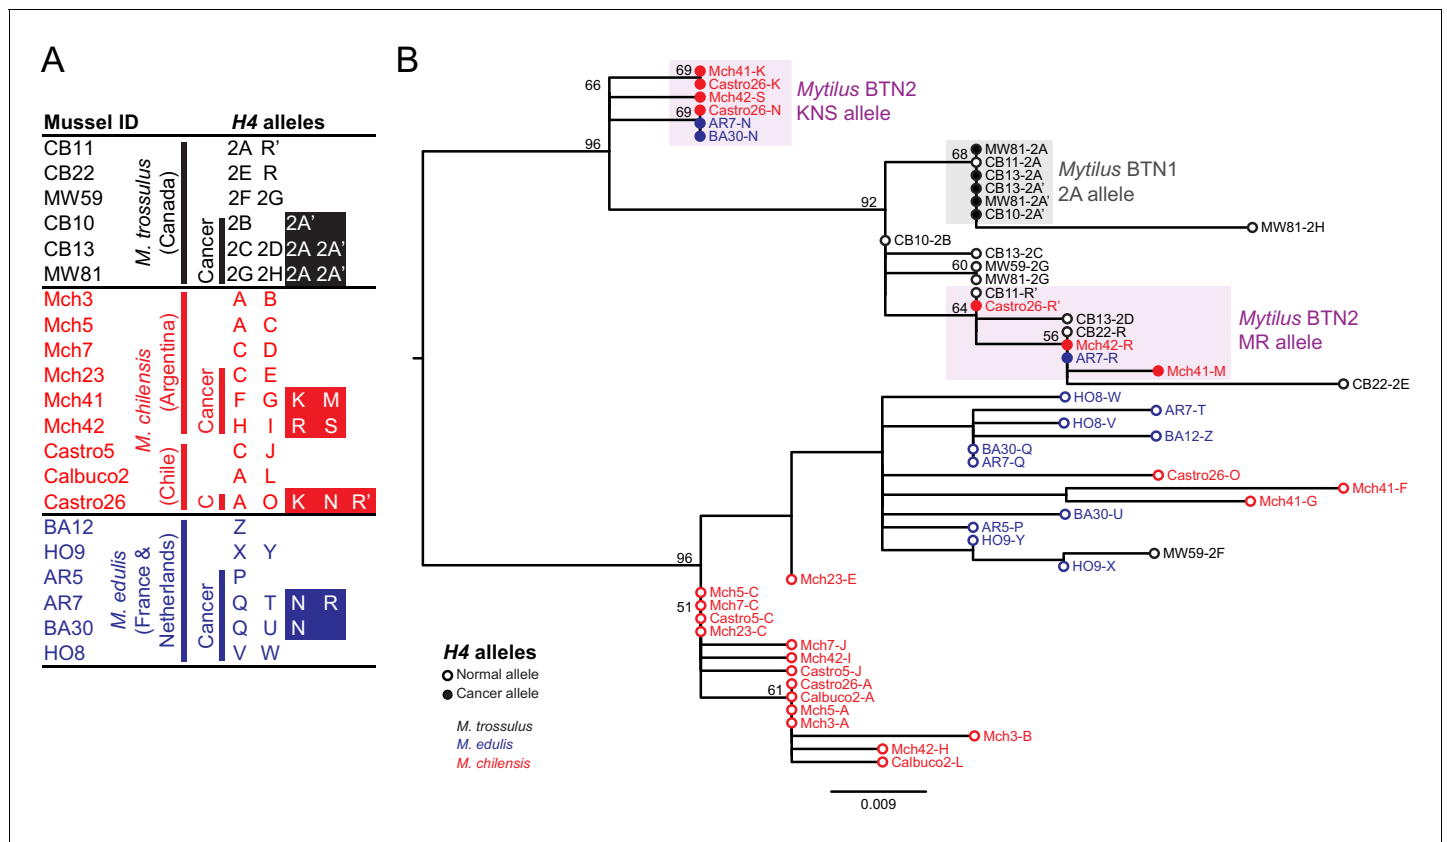 A
Mussel ID H4 alleles
CB11 2A R'
CB22 2E R
MW59 2F 2G
CB10 2B 2A'
CB13 2C 2D 2A 2A'
MW81 2G 2H 2A 2A'
M. trossulus
(Canada)
Cancer
Mch3 A B
Mch5 A C
Mch7 C D
Mch23 C E
Mch41 F G K M
Mch42 H I R S
Castro5 C J
Calbuco2 A L
Castro26 A O K N R'
M. chilensis
(Argentina)
(Chile)
Cancer
C
BA12 Z
HO9 X Y
AR5 P
AR7 Q T N R
BA30 Q U N
HO8 V W
M. edulis
(France &
Netherlands)
Cancer
B
69
Mch41-K
Castro26-K
66
Mch42-S
Castro26-N
69
AR7-N
BA30-N
Mytilus BTN2
KNS allele
96
MW81-2A
68
CB11-2A
CB13-2A
CB13-2A'
MW81-2A'
CB10-2A'
Mytilus BTN1
2A allele
MW81-2H
92
CB10-2B
CB13-2C
60
MW59-2G
MW81-2G
CB11-R'
64
Castro26-R'
CB13-2D
CB22-R
56
Mch42-R
AR7-R
Mch41-M
Mytilus BTN2
MR allele
CB22-2E
HO8-W
AR7-T
HO8-V
BA12-Z
BA30-Q
AR7-Q
Castro26-O
Mch41-F
Mch41-G
BA30-U
AR5-P
HO9-Y
MW59-2F
HO9-X
96
Mch23-E
Mch5-C
51
Mch7-C
Castro5-C
Mch23-C
Mch7-J
Mch42-I
Castro5-J
Castro26-A
61
Calbuco2-A
Mch5-A
Mch3-A
Mch3-B
Mch42-H
Calbuco2-L
H4 alleles
Normal allele
Cancer allele
M. trossulus
M. edulis
M. chilensis
0.009